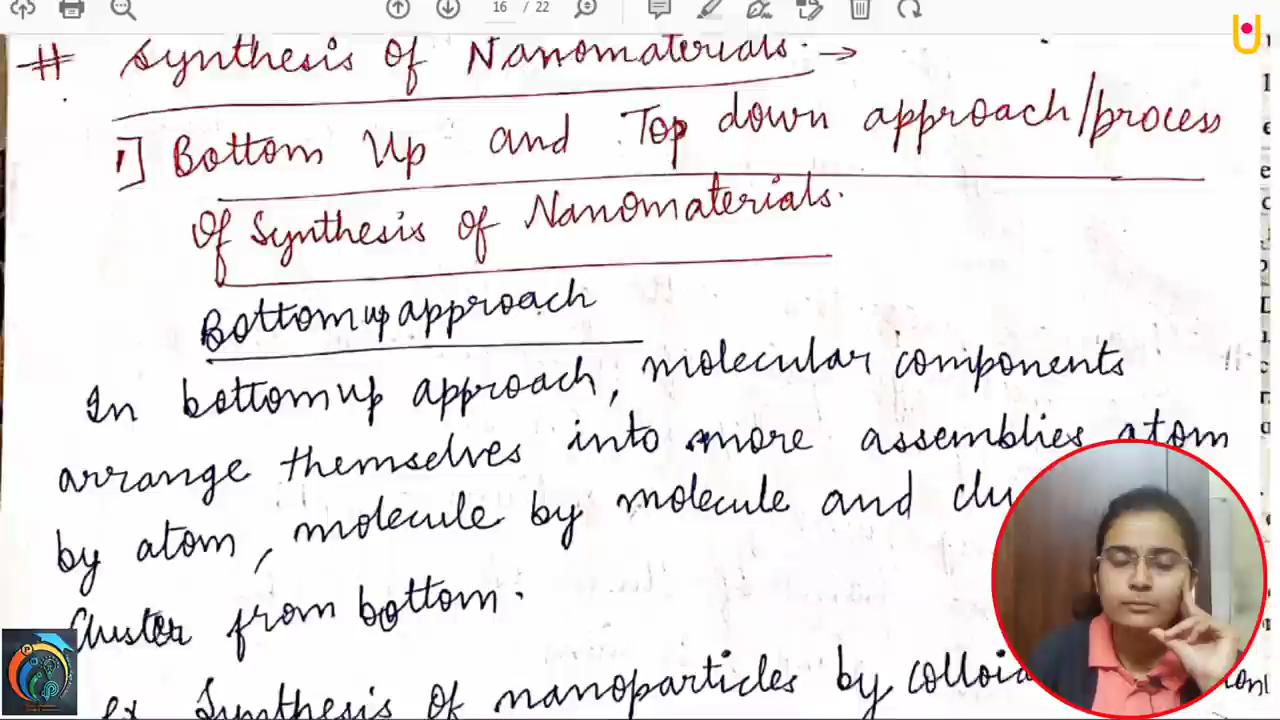 16 / 22
# Synthesis of Nanomaterials. →
1] Bottom Up and Top down approach/process
Of Synthesis of Nanomaterials.
Bottom up approach
In bottom up approach, molecular components
arrange themselves into more assemblies atom
by atom, molecule by molecule and
Cluster from bottom.
ex Synthesis of nanoparticles by